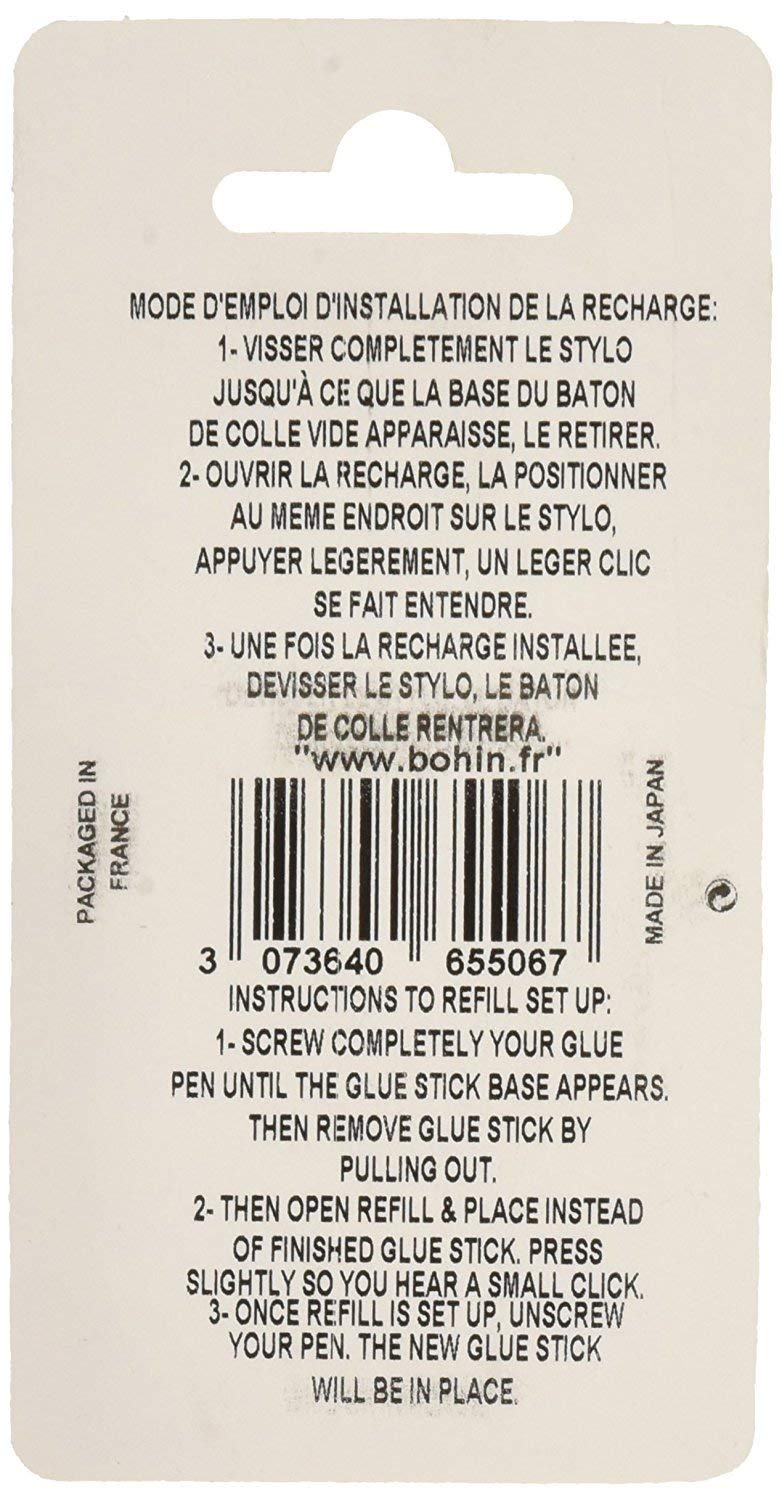 MODE D'EMPLOI D'INSTALLATION DE LA RECHARGE:
1- VISSER COMPLETEMENT LE STYLO
JUSQU'À CE QUE LA BASE DU BATON
DE COLLE VIDE APPARAISSE, LE RETIRER.
2- OUVRIR LA RECHARGE, LA POSITIONNER
AU MEME ENDROIT SUR LE STYLO,
APPUYER LEGEREMENT, UN LEGER CLIC
SE FAIT ENTENDRE.
3- UNE FOIS LA RECHARGE INSTALLEE,
DEVISSER LE STYLO, LE BATON
DE COLLE RENTRERA.
"www.bohin.fr"
PACKAGED IN
FRANCE
MADE IN JAPAN
3 073640 655067
INSTRUCTIONS TO REFILL SET UP:
1- SCREW COMPLETELY YOUR GLUE
PEN UNTIL THE GLUE STICK BASE APPEARS.
THEN REMOVE GLUE STICK BY
PULLING OUT.
2- THEN OPEN REFILL & PLACE INSTEAD
OF FINISHED GLUE STICK. PRESS
SLIGHTLY SO YOU HEAR A SMALL CLICK.
3- ONCE REFILL IS SET UP, UNSCREW
YOUR PEN. THE NEW GLUE STICK
WILL BE IN PLACE.